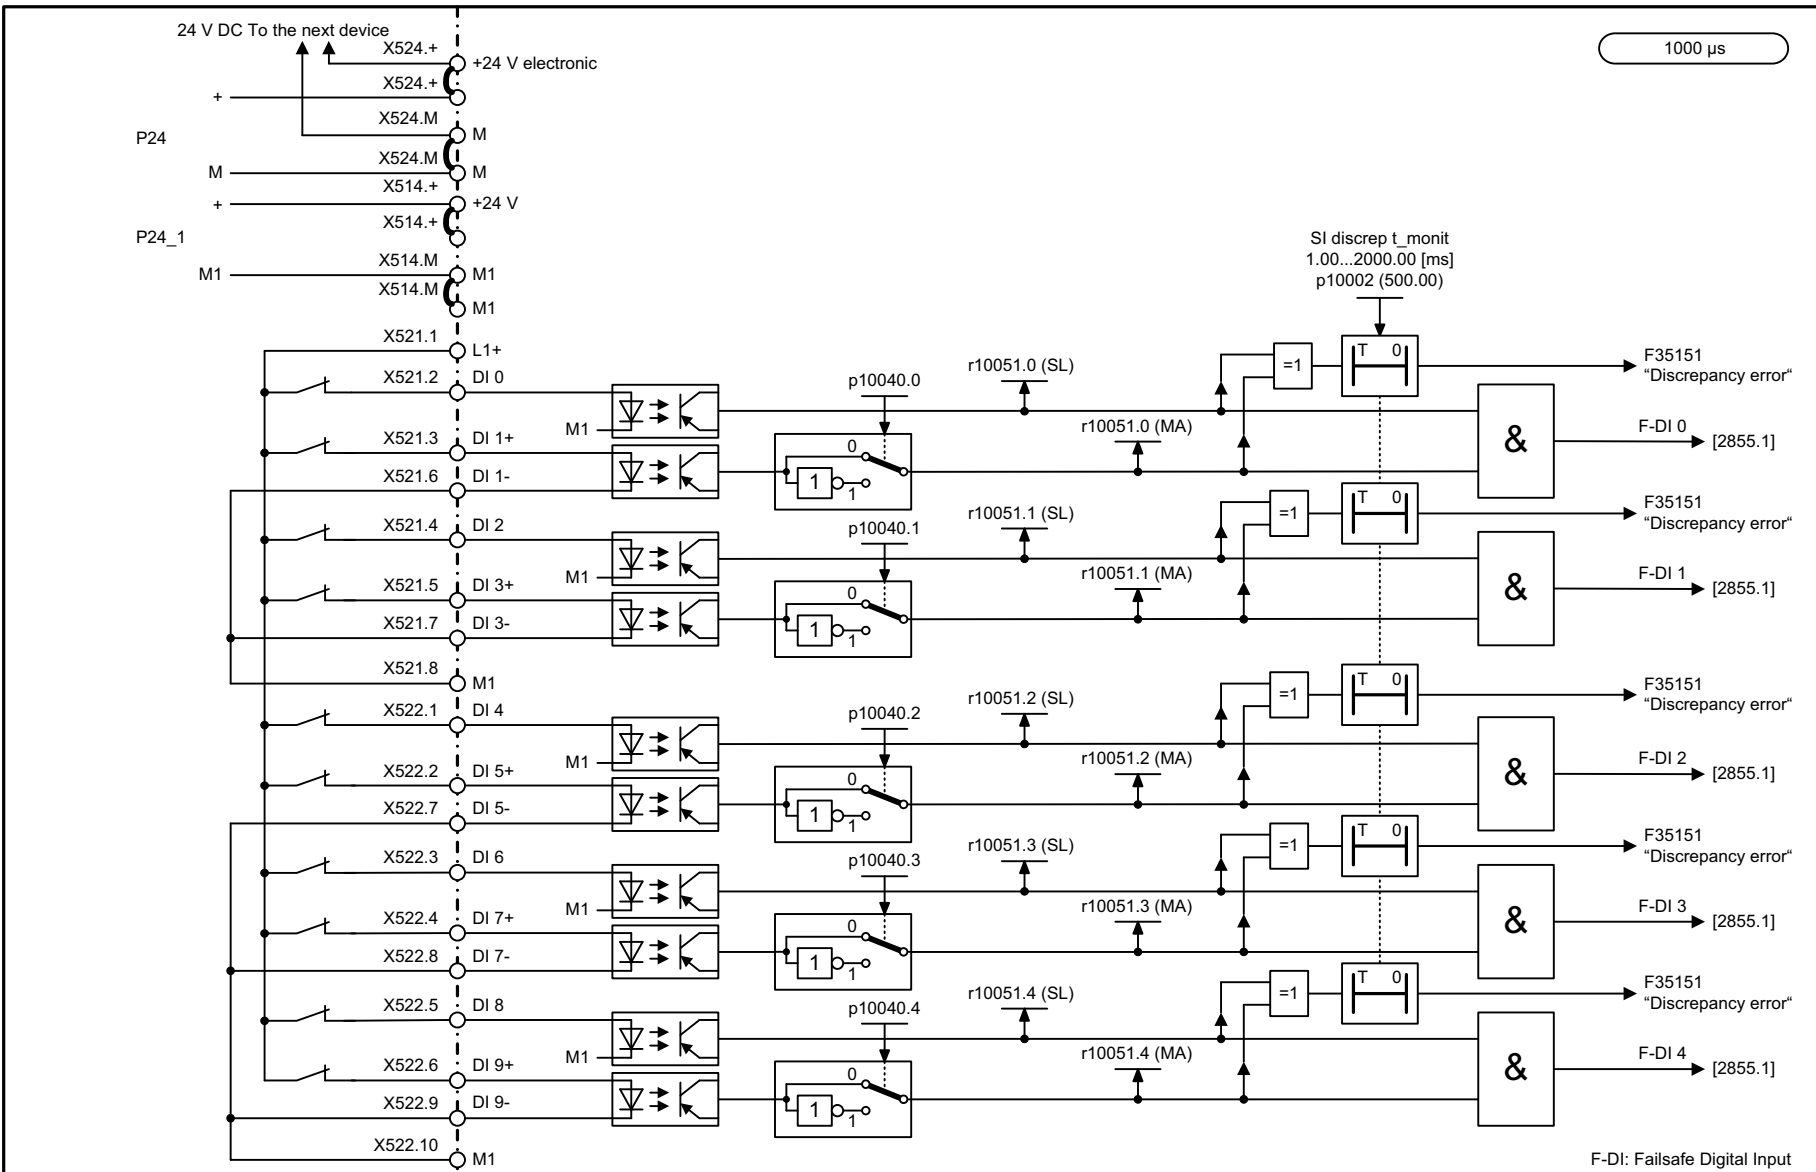 24 V DC To the next device
1000 µs
X524.+
+24 V electronic
X524.+
+
X524.M
M
P24
X524.M
M
M
X514.+
+
+24 V
X514.+
P24_1
SI discrep t_monit
1.00...2000.00 [ms]
p10002 (500.00)
X514.M
M1
M1
X514.M
M1
X521.1
L1+
T 0
=1
F35151
“Discrepancy error“
r10051.0 (SL)
X521.2
DI 0
p10040.0
M1
r10051.0 (MA)
&
F-DI 0
[2855.1]
X521.3
DI 1+
0
1
1
X521.6
DI 1-
T 0
=1
F35151
“Discrepancy error“
r10051.1 (SL)
X521.4
DI 2
p10040.1
M1
r10051.1 (MA)
&
F-DI 1
[2855.1]
X521.5
DI 3+
0
1
1
X521.7
DI 3-
X521.8
M1
T 0
=1
F35151
“Discrepancy error“
r10051.2 (SL)
X522.1
DI 4
p10040.2
M1
r10051.2 (MA)
&
F-DI 2
[2855.1]
X522.2
DI 5+
0
1
1
X522.7
DI 5-
T 0
=1
F35151
“Discrepancy error“
r10051.3 (SL)
X522.3
DI 6
p10040.3
M1
r10051.3 (MA)
&
F-DI 3
[2855.1]
X522.4
DI 7+
0
1
1
X522.8
DI 7-
T 0
=1
F35151
“Discrepancy error“
r10051.4 (SL)
X522.5
DI 8
p10040.4
M1
r10051.4 (MA)
&
F-DI 4
[2855.1]
X522.6
DI 9+
0
1
1
X522.9
DI 9-
X522.10
M1
F-DI: Failsafe Digital Input